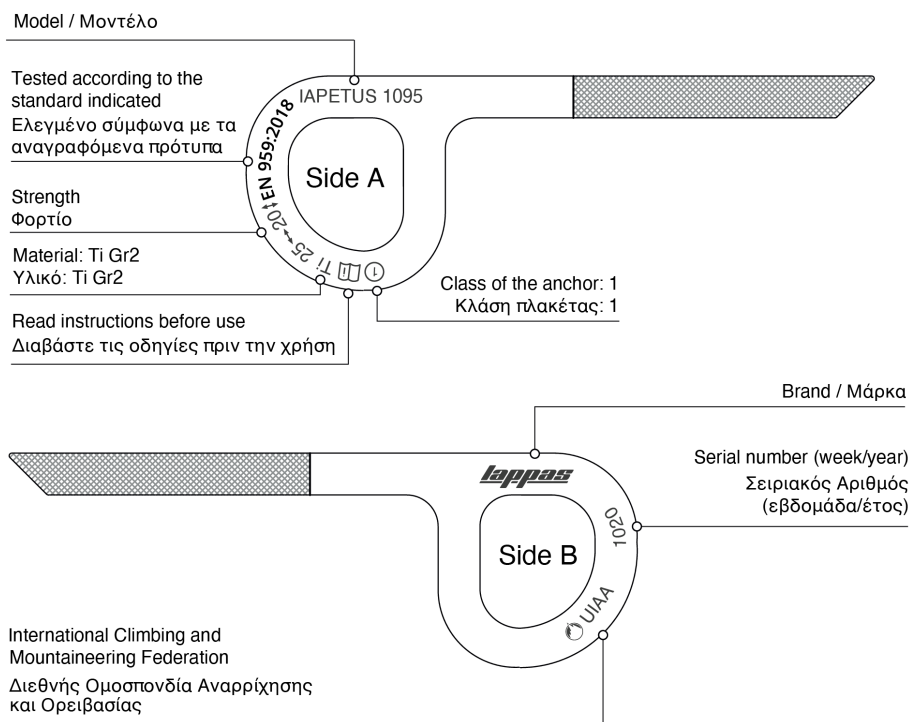 Model / Μοντέλο
Tested according to the
standard indicated
Ελεγμένο σύμφωνα με τα
αναγραφόμενα πρότυπα
Strength
Φορτίο
Material: Ti Gr2
Υλικό: Ti Gr2
Read instructions before use
Διαβάστε τις οδηγίες πριν την χρήση
IAPETUS 1095
EN 959:2018
20
25
Ti
i
1
Side A
Class of the anchor: 1
Κλάση πλακέτας: 1
Brand / Μάρκα
lappas
Serial number (week/year)
Σειριακός Αριθμός
(εβδομάδα/έτος)
1020
Side B
UIAA
International Climbing and
Mountaineering Federation
Διεθνής Ομοσπονδία Αναρρίχησης
και Ορειβασίας